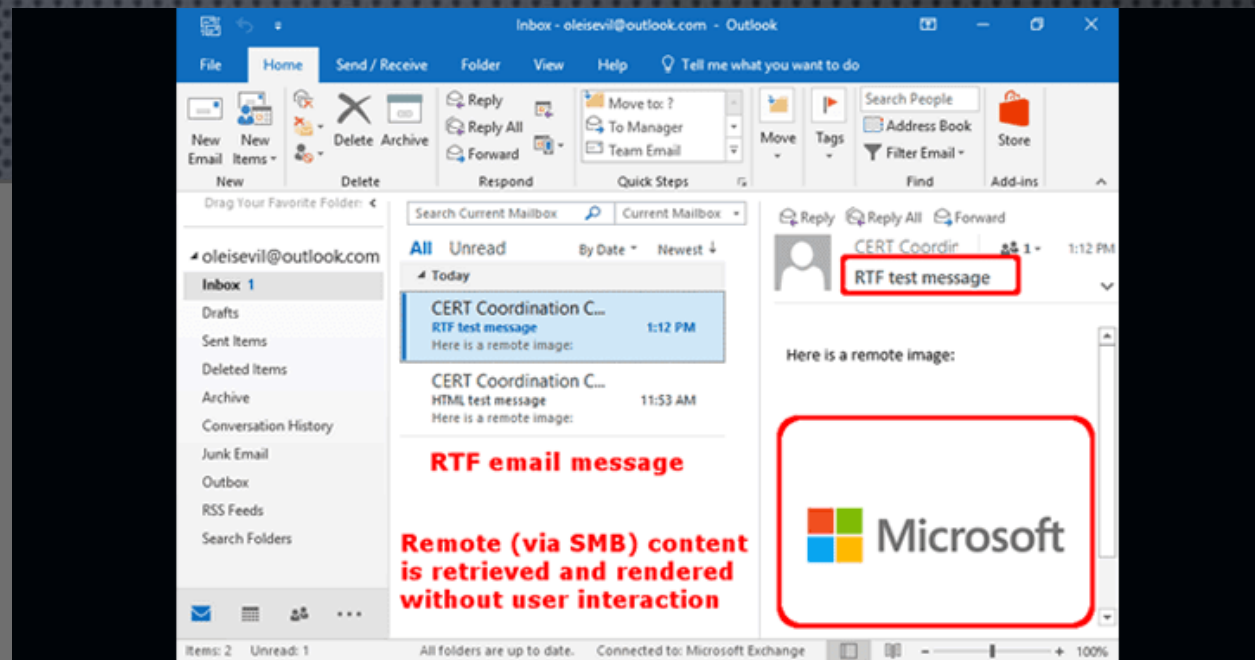 Inbox - oleisevil@outlook.com - Outlook
File Home Send / Receive Folder View Help Tell me what you want to do
New Email
New Items
Delete
Archive
Reply
Reply All
Forward
Move to: ?
To Manager
Team Email
Move
Tags
Search People
Address Book
Filter Email
Store
New Delete Respond Quick Steps Find Add-ins
Drag Your Favorite Folders
oleisevil@outlook.com
Inbox 1
Drafts
Sent Items
Deleted Items
Archive
Conversation History
Junk Email
Outbox
RSS Feeds
Search Folders
Items: 2 Unread: 1
Search Current Mailbox Current Mailbox
All Unread By Date Newest
Today
CERT Coordination C...
RTF test message 1:12 PM
Here is a remote image:
CERT Coordination C...
HTML test message 11:53 AM
Here is a remote image:
RTF email message
Remote (via SMB) content
is retrieved and rendered
without user interaction
Reply Reply All Forward
CERT Coordir 1 1:12 PM
RTF test message
Here is a remote image:
Microsoft
All folders are up to date. Connected to: Microsoft Exchange 100%